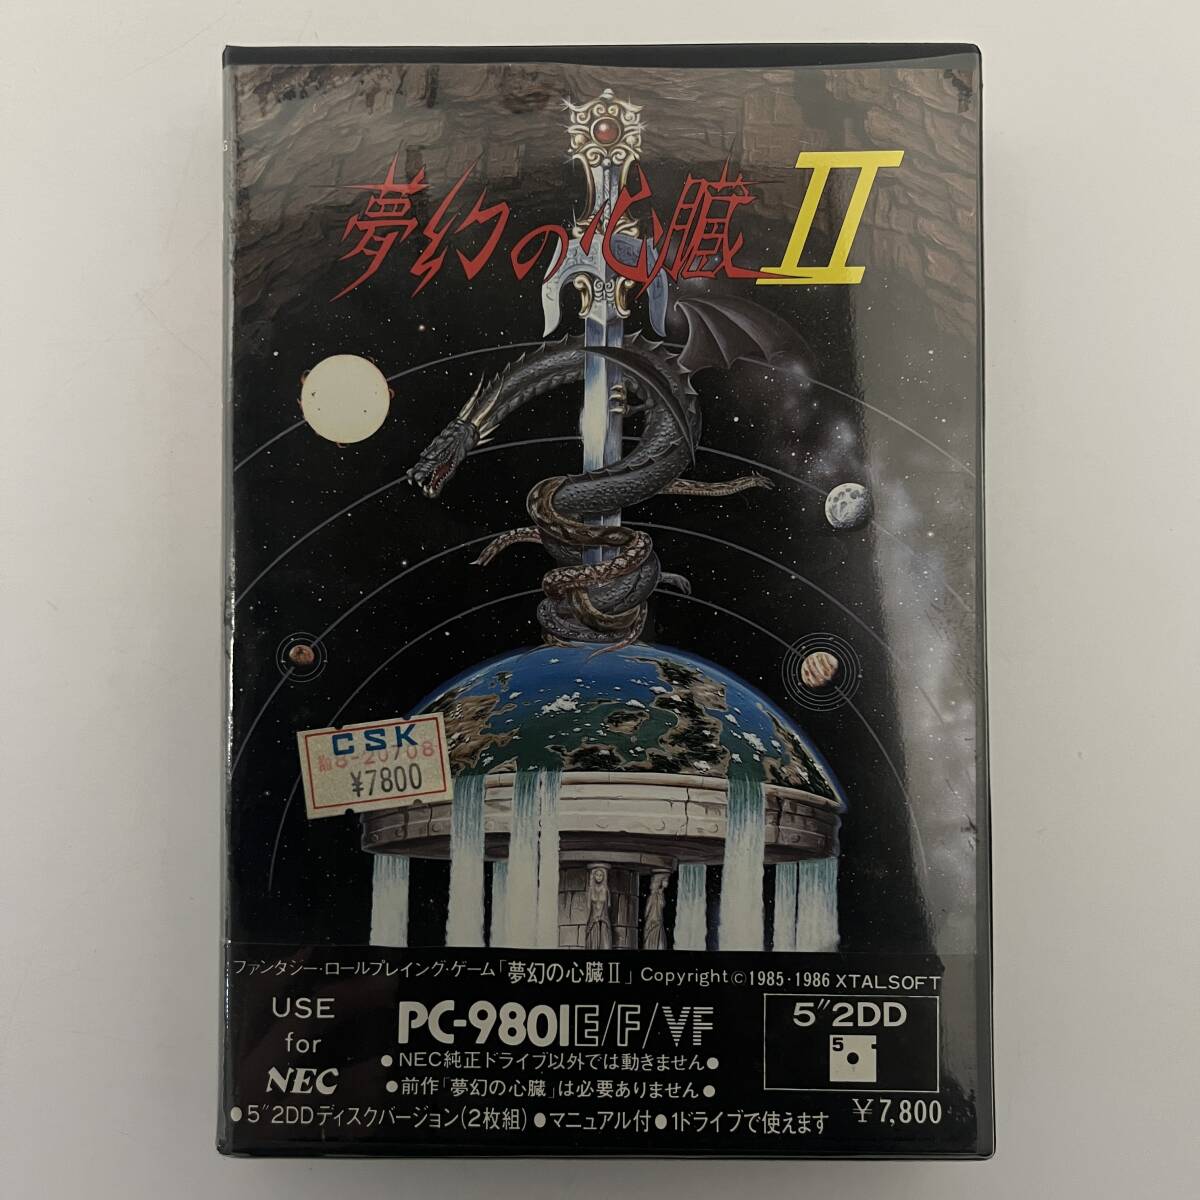 夢幻の心臓II
CSK
8-20708
¥7800
ファンタジー・ロールプレイング・ゲーム「夢幻の心臓II」Copyright©1985・1986 XTALSOFT
USE
for
NEC
PC-9801E/F/VF
●NEC純正ドライブ以外では動きません●
●前作「夢幻の心臓」は必要ありません●
5″2DD
5
●5″2DDディスクバージョン(2枚組)●マニュアル付●1ドライブで使えます
￥7,800